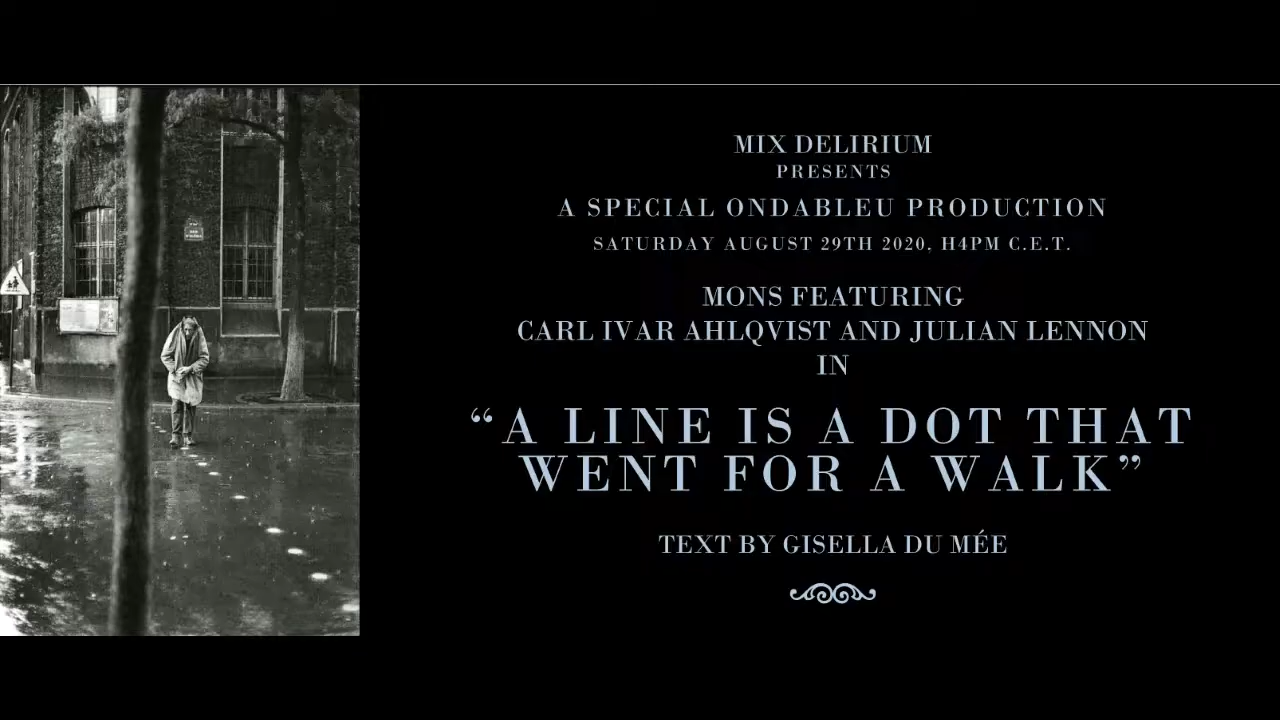 MIX DELIRIUM
PRESENTS
A SPECIAL ONDABLEU PRODUCTION
SATURDAY AUGUST 29TH 2020, H4PM C.E.T.
MONS FEATURING
CARL IVAR AHLQVIST AND JULIAN LENNON
IN
“A LINE IS A DOT THAT
WENT FOR A WALK”
TEXT BY GISELLA DU MÉE